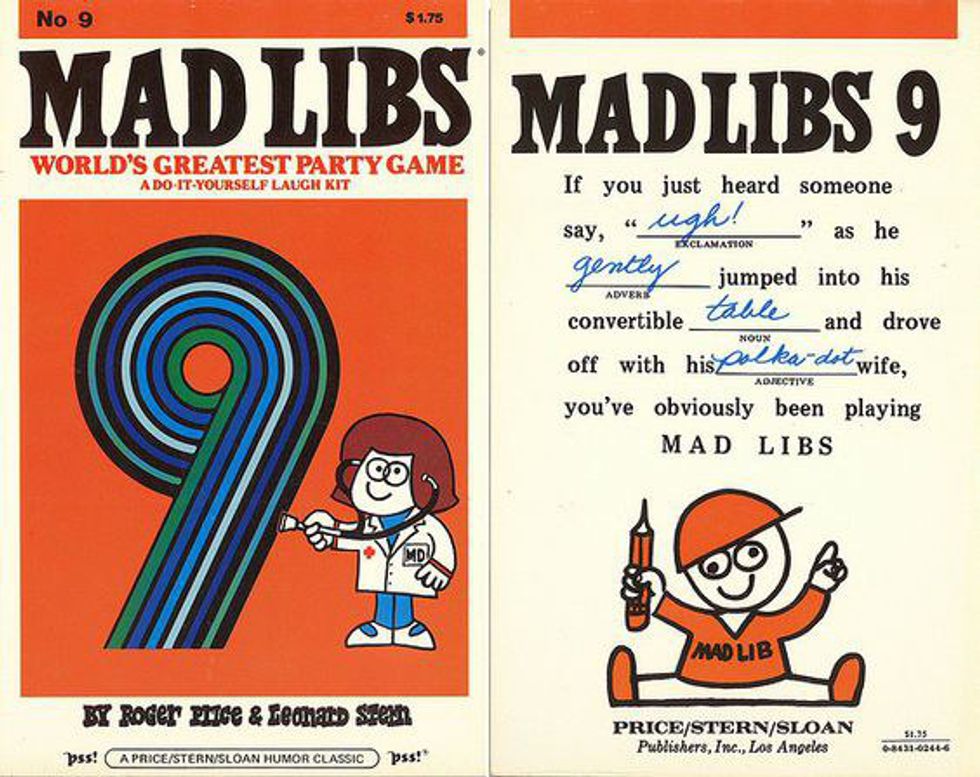 No 9
$1.75
MAD LIBS®
WORLD'S GREATEST PARTY GAME
A DO-IT-YOURSELF LAUGH KIT
MD
BY ROGER PRICE & LEONARD STERN
pss!
A PRICE/STERN/SLOAN HUMOR CLASSIC
pss!®
MAD LIBS 9
If you just heard someone
say, “ ugh! ” as he
EXCLAMATION
gently jumped into his
ADVERB
convertible table and drove
NOUN
off with his polka-dot wife,
ADJECTIVE
you've obviously been playing
MAD LIBS
MAD LIB
PRICE/STERN/SLOAN
Publishers, Inc., Los Angeles
$1.75
0-8431-0244-6